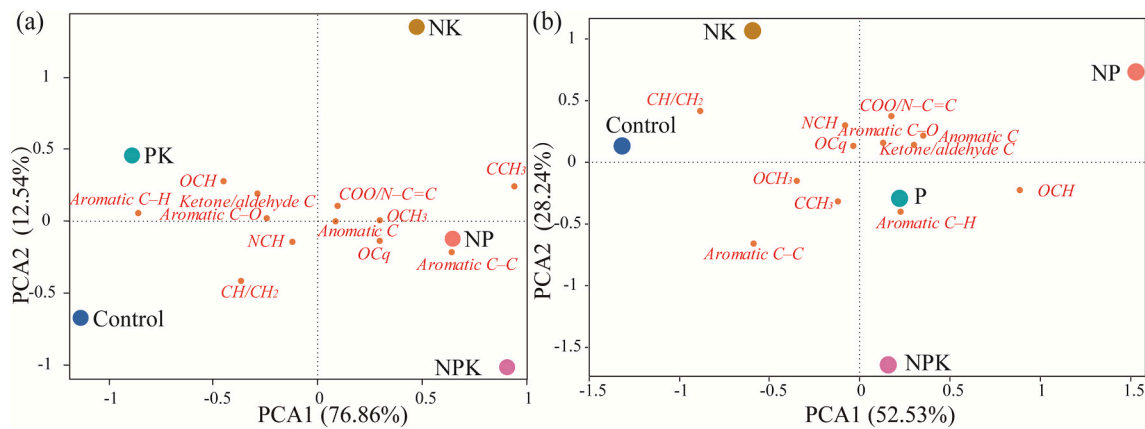 (a)
NK
1
0.5
0
-0.5
-1
PCA2 (12.54%)
PK
CCH₃
OCH
Aromatic C–H
Ketone/aldehyde C
COO/N–C=C
Aromatic C–O
OCH₃
Anomatic C
NCH
NP
OCq
Aromatic C–C
CH/CH₂
Control
NPK
-1
-0.5
0
0.5
1
PCA1 (76.86%)
(b)
NK
NP
1
0.5
0
-0.5
-1
-1.5
PCA2 (28.24%)
CH/CH₂
COO/N–C=C
Control
NCH
Aromatic C–O
Anomatic C
OCq
Ketone/aldehyde C
OCH₃
P
OCH
CCH₃
Aromatic C–H
Aromatic C–C
NPK
-1.5
-1
-0.5
0
0.5
1
1.5
PCA1 (52.53%)